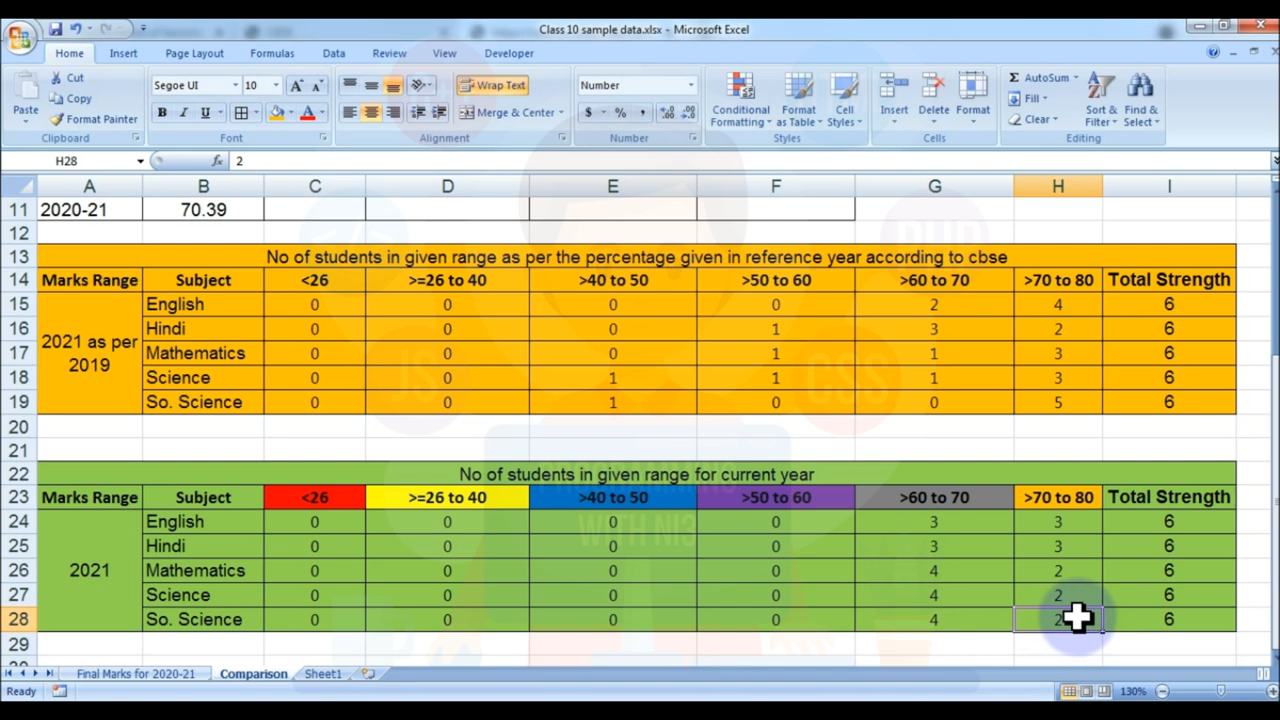 Class 10 sample data.xlsx - Microsoft Excel
Home Insert Page Layout Formulas Data Review View Developer
Paste
Cut
Copy
Format Painter
Clipboard
Segoe UI 10 A A
B I U A
Font
Wrap Text
Merge & Center
Alignment
Number
$ % ,
Number
Conditional Formatting
Format as Table
Cell Styles
Styles
Insert Delete Format
Cells
Σ AutoSum
Fill
Clear
Sort & Filter
Find & Select
Editing
H28 fx 2
A B C D E F G H I
11 2020-21 70.39
12
13 No of students in given range as per the percentage given in reference year according to cbse
14 Marks Range Subject <26 >=26 to 40 >40 to 50 >50 to 60 >60 to 70 >70 to 80 Total Strength
2021 as per 2019
15 English 0 0 0 0 2 4 6
16 Hindi 0 0 0 1 3 2 6
17 Mathematics 0 0 0 1 1 3 6
18 Science 0 0 1 1 1 3 6
19 So. Science 0 0 1 0 0 5 6
20
21
22 No of students in given range for current year
23 Marks Range Subject <26 >=26 to 40 >40 to 50 >50 to 60 >60 to 70 >70 to 80 Total Strength
2021
24 English 0 0 0 0 3 3 6
25 Hindi 0 0 0 0 3 3 6
26 Mathematics 0 0 0 0 4 2 6
27 Science 0 0 0 0 4 2 6
28 So. Science 0 0 0 0 4 2 6
29
Final Marks for 2020-21 Comparison Sheet1
Ready 130%
JS
CSS
PHP
PROGRAMMING
WITH NI3